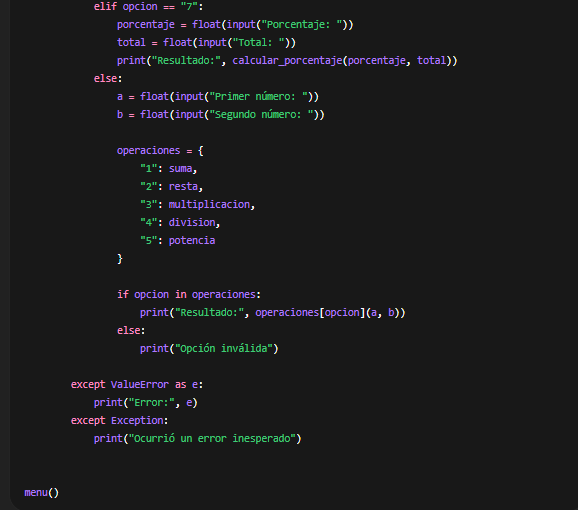 elif opcion == "7":
porcentaje = float(input("Porcentaje: "))
total = float(input("Total: "))
print("Resultado:", calcular_porcentaje(porcentaje, total))
else:
a = float(input("Primer número: "))
b = float(input("Segundo número: "))
operaciones = {
"1": suma,
"2": resta,
"3": multiplicacion,
"4": division,
"5": potencia
}
if opcion in operaciones:
print("Resultado:", operaciones[opcion](a, b))
else:
print("Opción inválida")
except ValueError as e:
print("Error:", e)
except Exception:
print("Ocurrió un error inesperado")
menu()